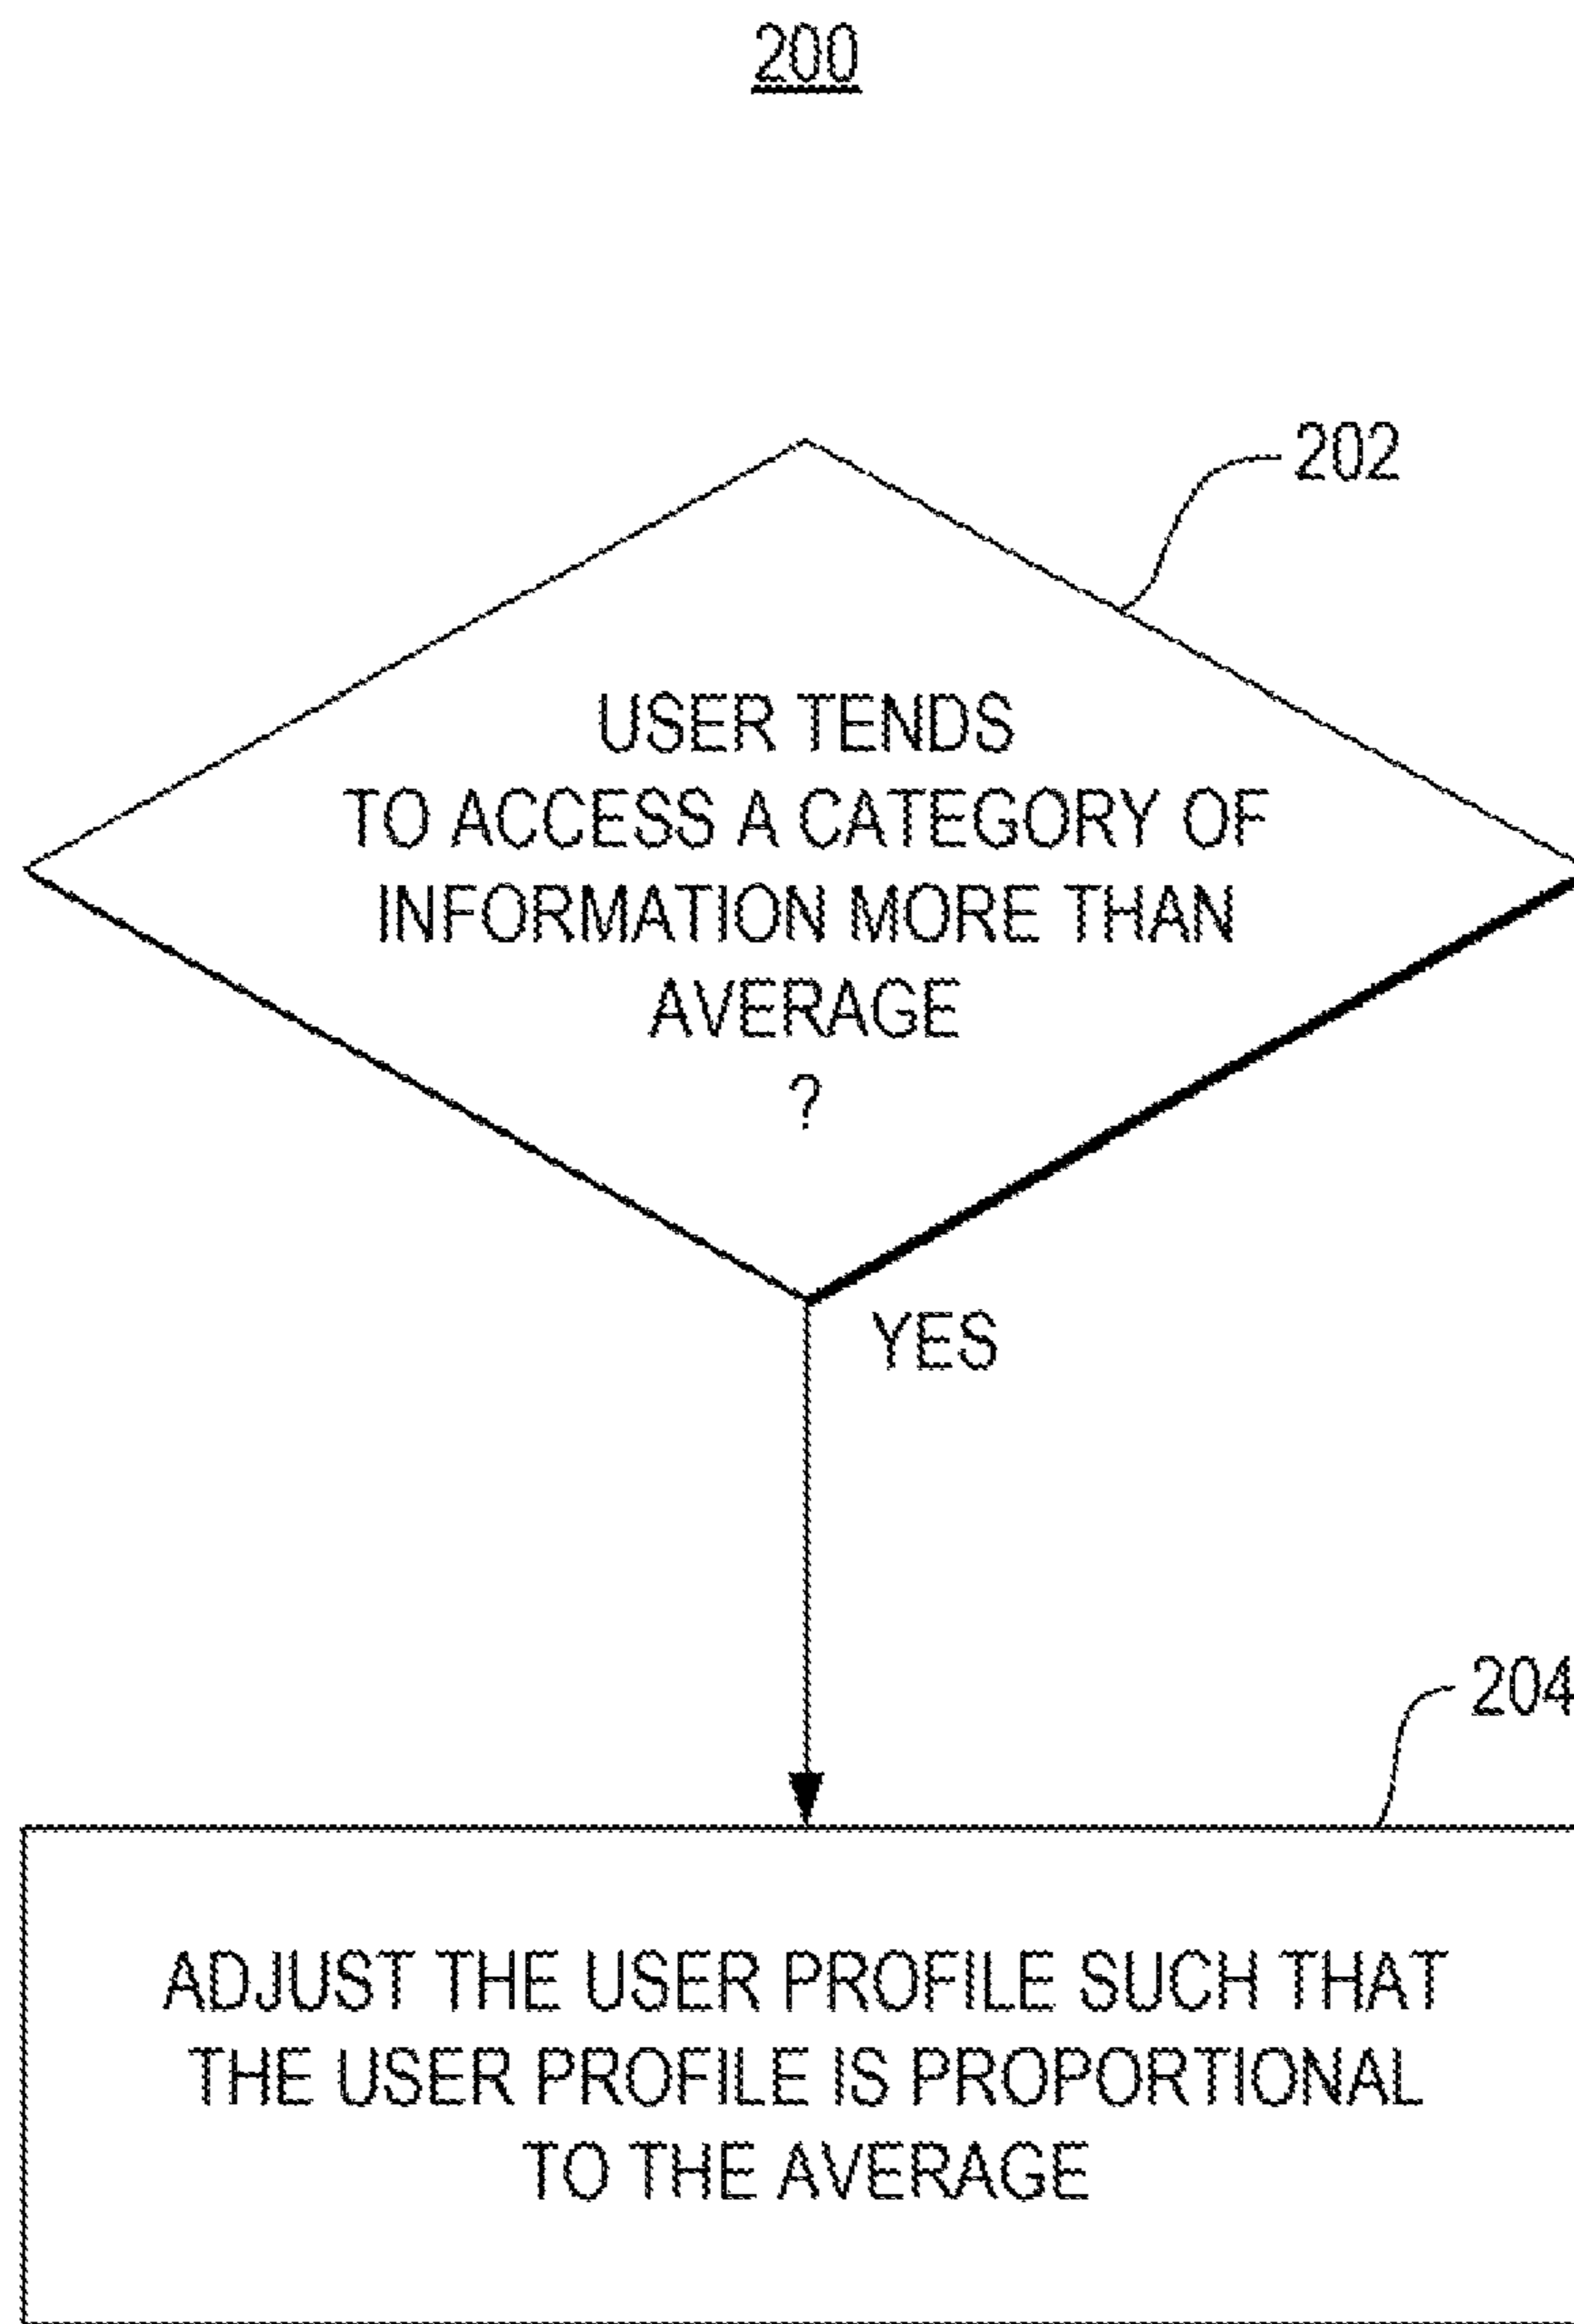 200
202
USER TENDS
TO ACCESS A CATEGORY OF
INFORMATION MORE THAN
AVERAGE
?
YES
204
ADJUST THE USER PROFILE SUCH THAT
THE USER PROFILE IS PROPORTIONAL
TO THE AVERAGE